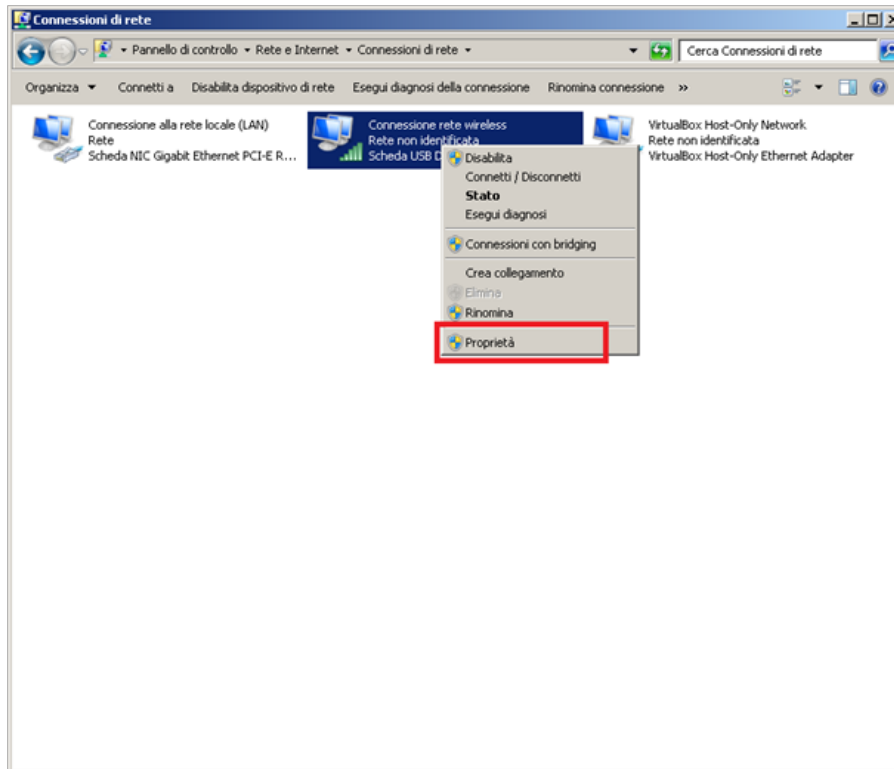 Connessioni di rete
Pannello di controllo Rete e Internet Connessioni di rete Cerca Connessioni di rete
Organizza Connetti a Disabilita dispositivo di rete Esegui diagnosi della connessione Rinomina connessione »
Connessione alla rete locale (LAN)
Rete
Scheda NIC Gigabit Ethernet PCI-E R...
Connessione rete wireless
Rete non identificata
Scheda USB
VirtualBox Host-Only Network
Rete non identificata
VirtualBox Host-Only Ethernet Adapter
Disabilita
Connetti / Disconnetti
Stato
Esegui diagnosi
Connessioni con bridging
Crea collegamento
Elimina
Rinomina
Proprietà